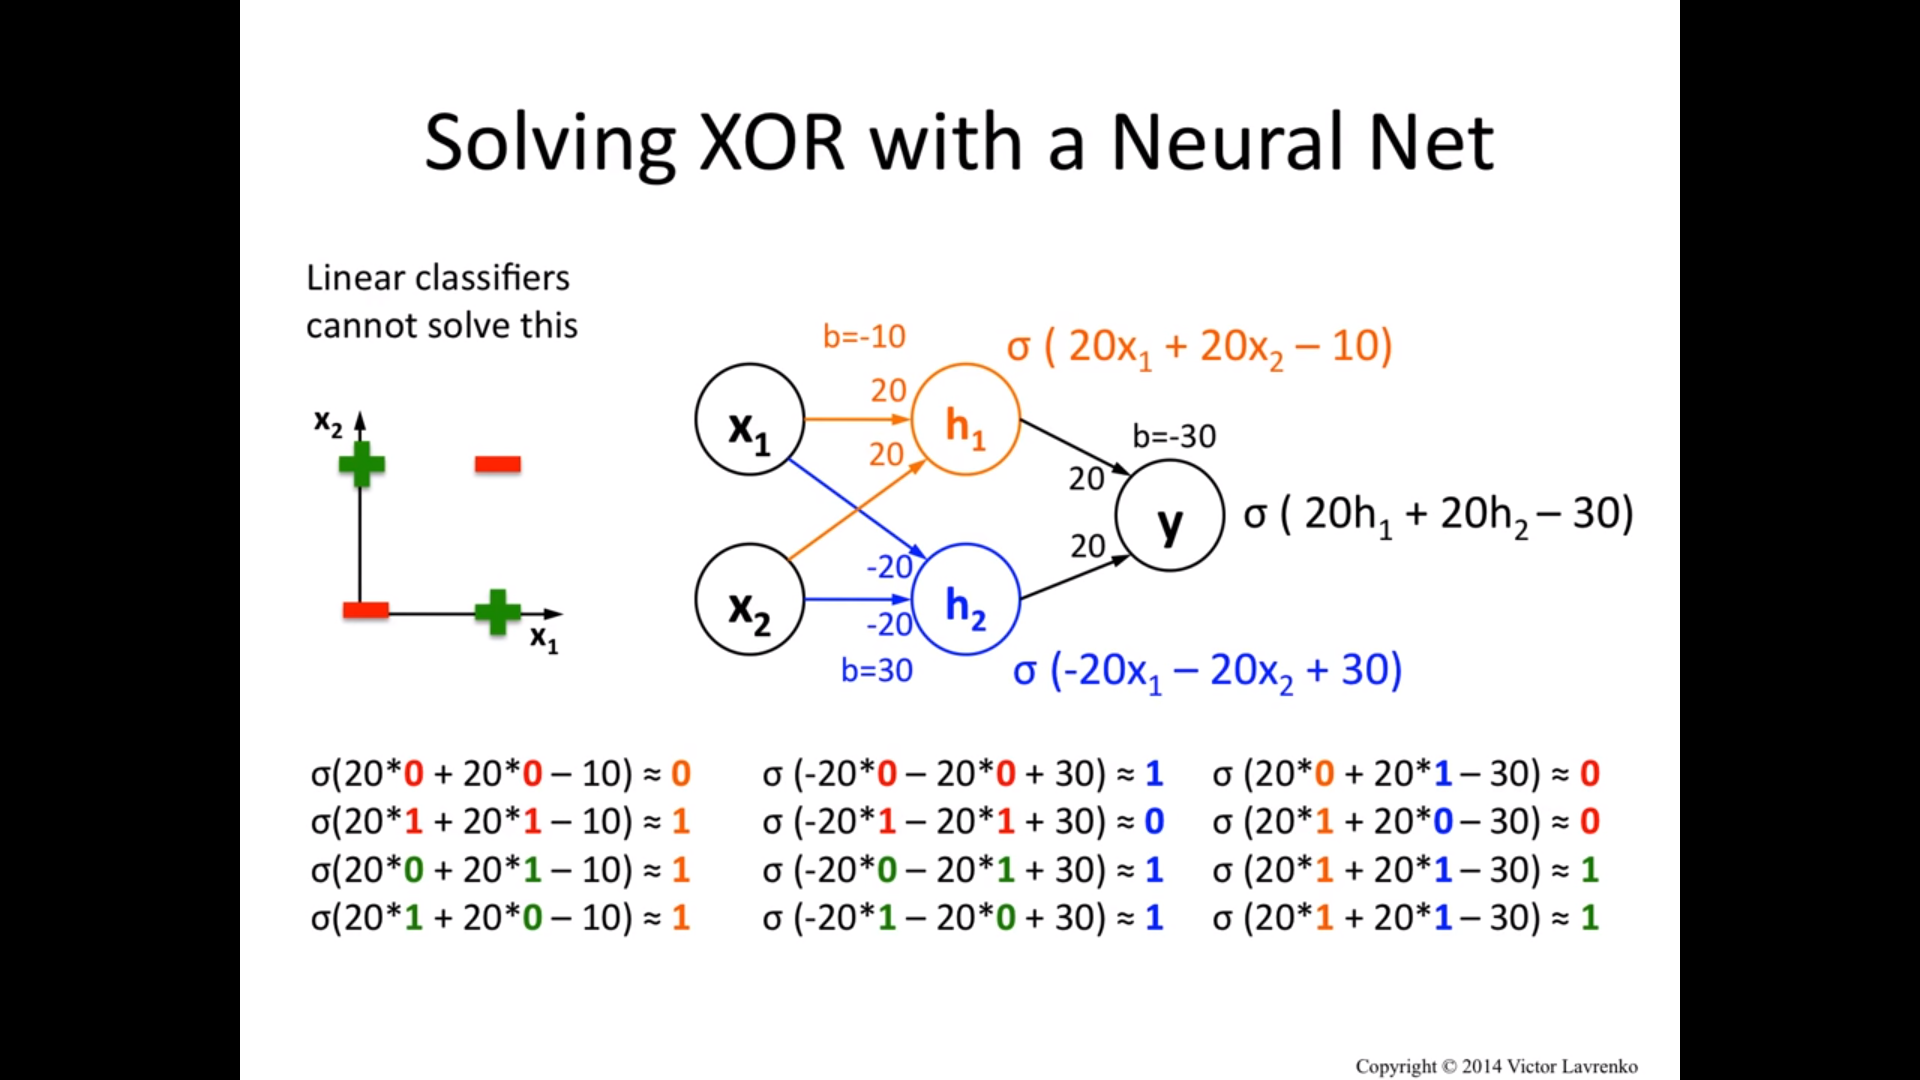 Solving XOR with a Neural Net
Linear classifiers
cannot solve this
x₂
x₁
b=-10
σ ( 20x₁ + 20x₂ – 10)
20
x₁
h₁
20
b=-30
20
y
σ ( 20h₁ + 20h₂ – 30)
20
-20
x₂
h₂
-20
b=30
σ (-20x₁ – 20x₂ + 30)
σ(20*0 + 20*0 – 10) ≈ 0
σ(20*1 + 20*1 – 10) ≈ 1
σ(20*0 + 20*1 – 10) ≈ 1
σ(20*1 + 20*0 – 10) ≈ 1
σ (-20*0 – 20*0 + 30) ≈ 1
σ (-20*1 – 20*1 + 30) ≈ 0
σ (-20*0 – 20*1 + 30) ≈ 1
σ (-20*1 – 20*0 + 30) ≈ 1
σ (20*0 + 20*1 – 30) ≈ 0
σ (20*1 + 20*0 – 30) ≈ 0
σ (20*1 + 20*1 – 30) ≈ 1
σ (20*1 + 20*1 – 30) ≈ 1
Copyright © 2014 Victor Lavrenko